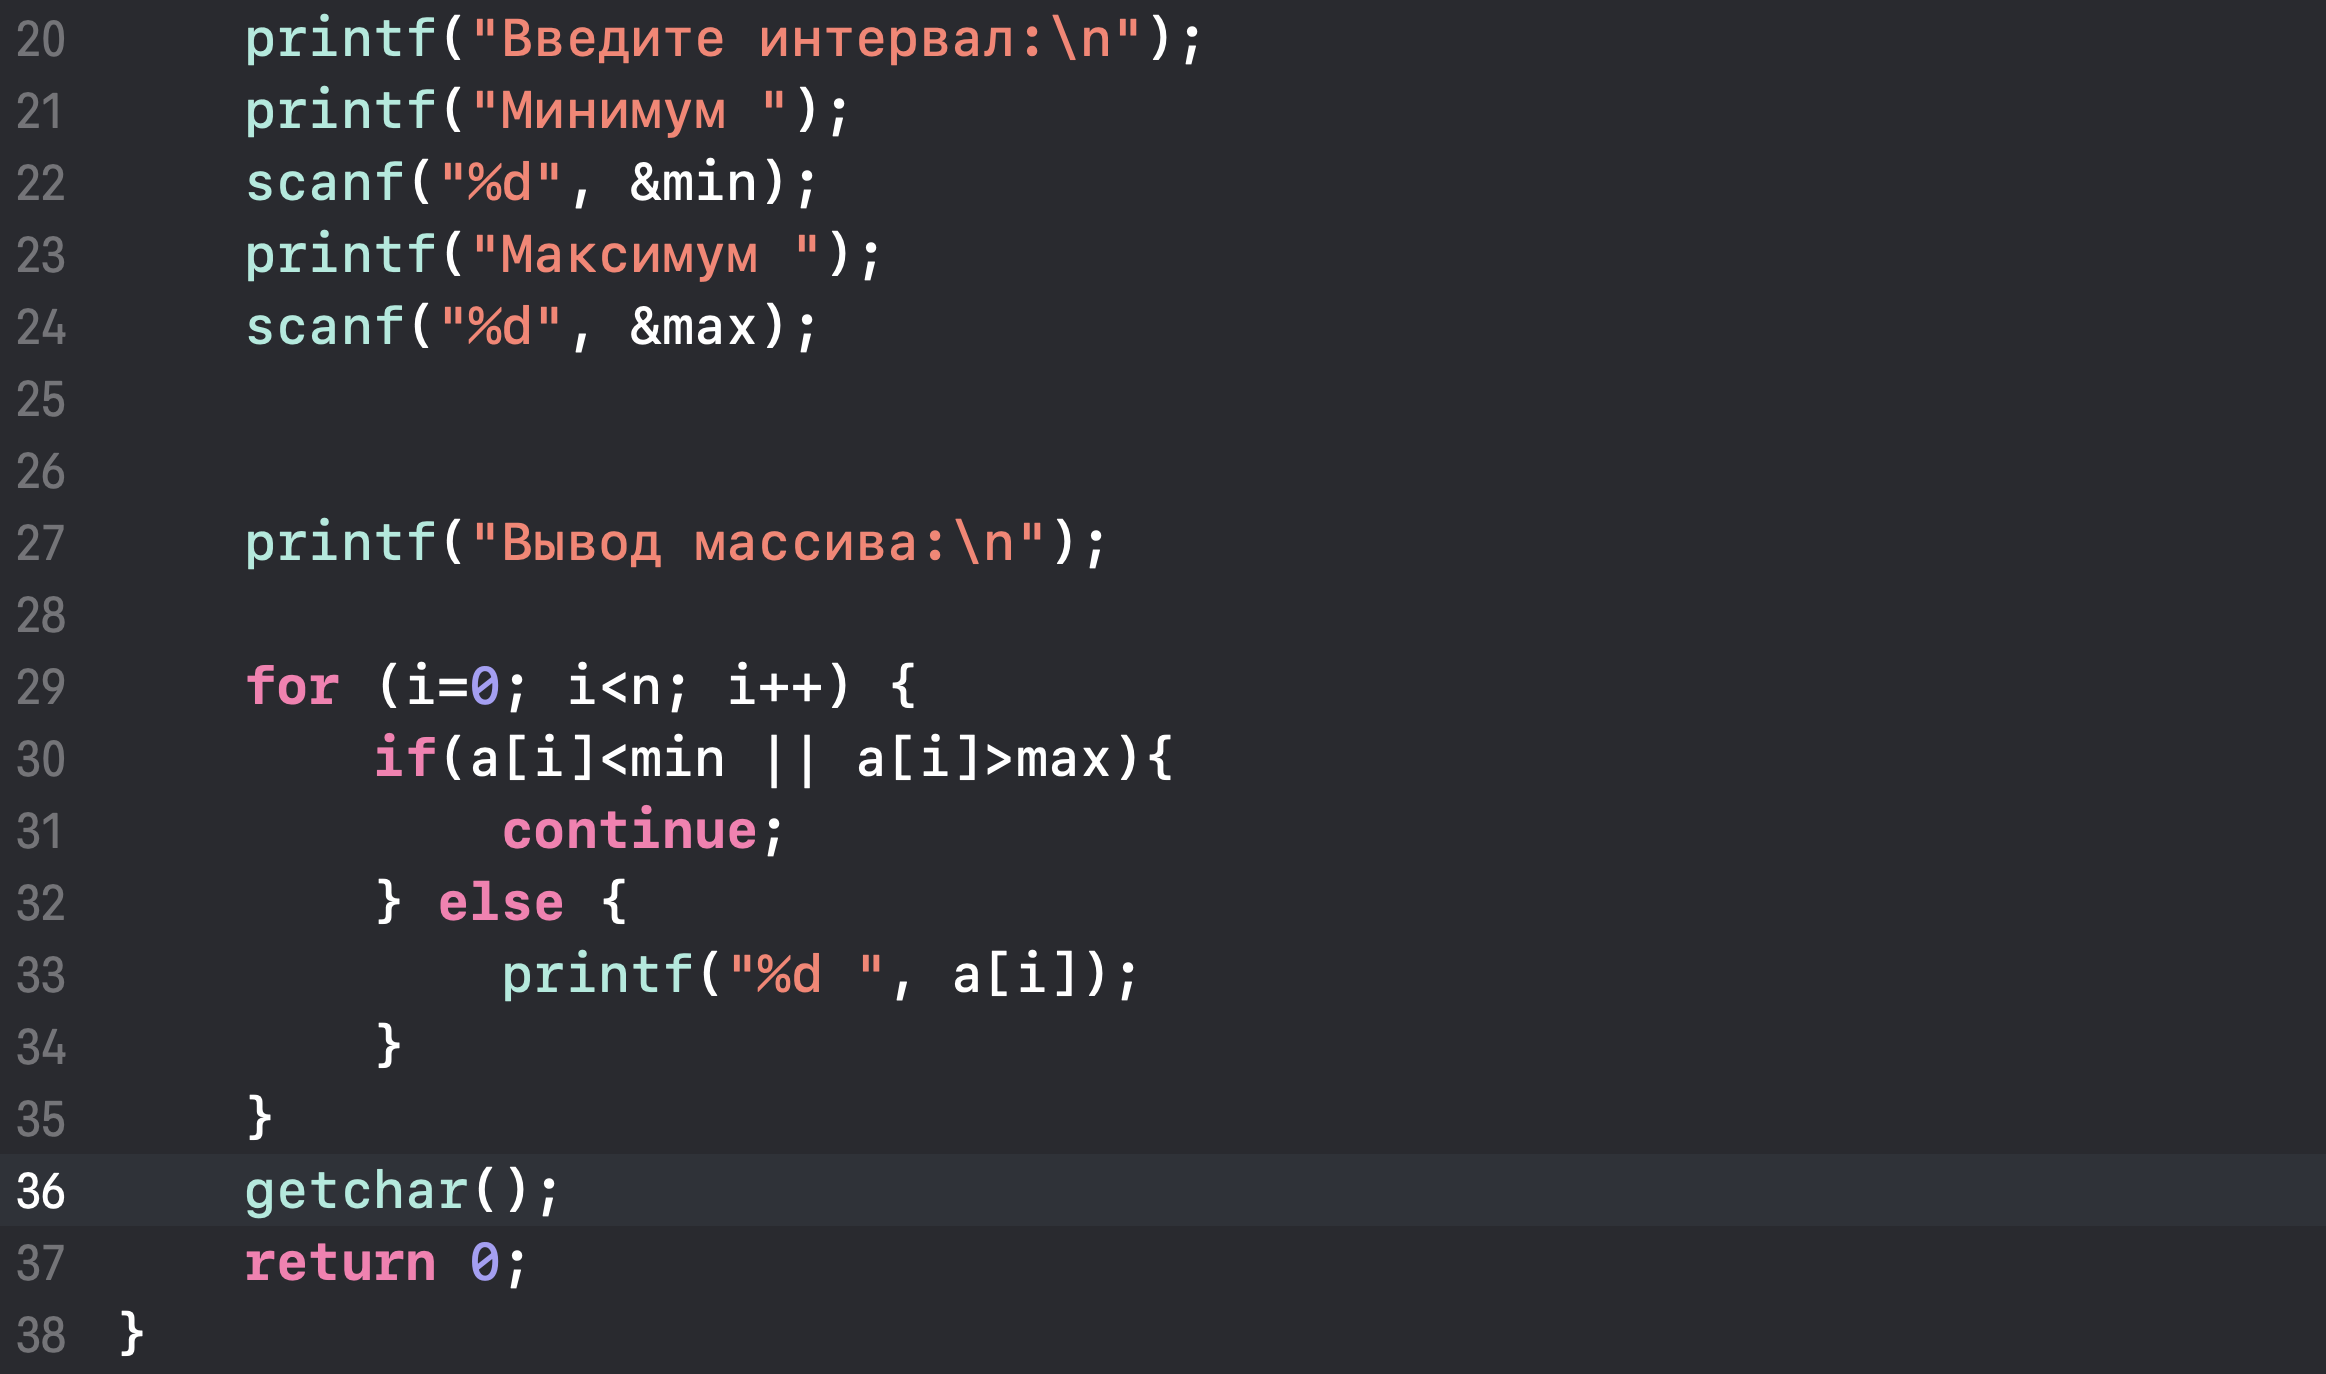 20 printf("Введите интервал:\n");
21 printf("Минимум ");
22 scanf("%d", &min);
23 printf("Максимум ");
24 scanf("%d", &max);
25
26
27 printf("Вывод массива:\n");
28
29 for (i=0; i<n; i++) {
30 if(a[i]<min || a[i]>max){
31 continue;
32 } else {
33 printf("%d ", a[i]);
34 }
35 }
36 getchar();
37 return 0;
38 }